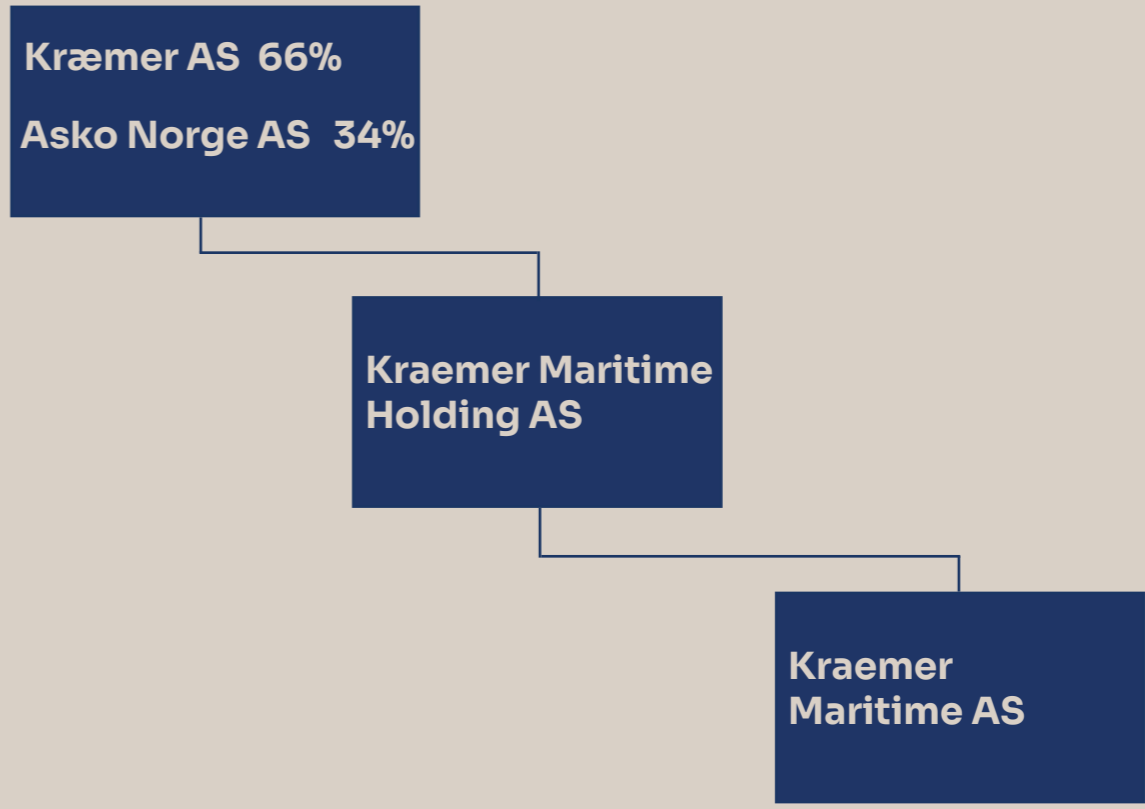 Kræmer AS 66%
Asko Norge AS 34%
Kraemer Maritime
Holding AS
Kraemer
Maritime AS